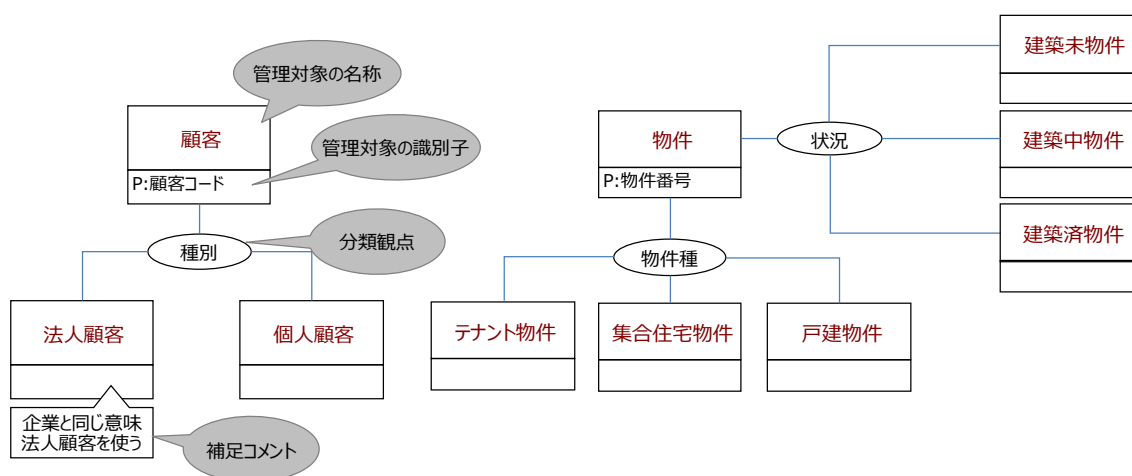 管理対象の名称
顧客
管理対象の識別子
P:顧客コード
種別
分類観点
法人顧客
個人顧客
企業と同じ意味
法人顧客を使う
補足コメント
物件
P:物件番号
状況
建築未物件
建築中物件
建築済物件
物件種
テナント物件
集合住宅物件
戸建物件